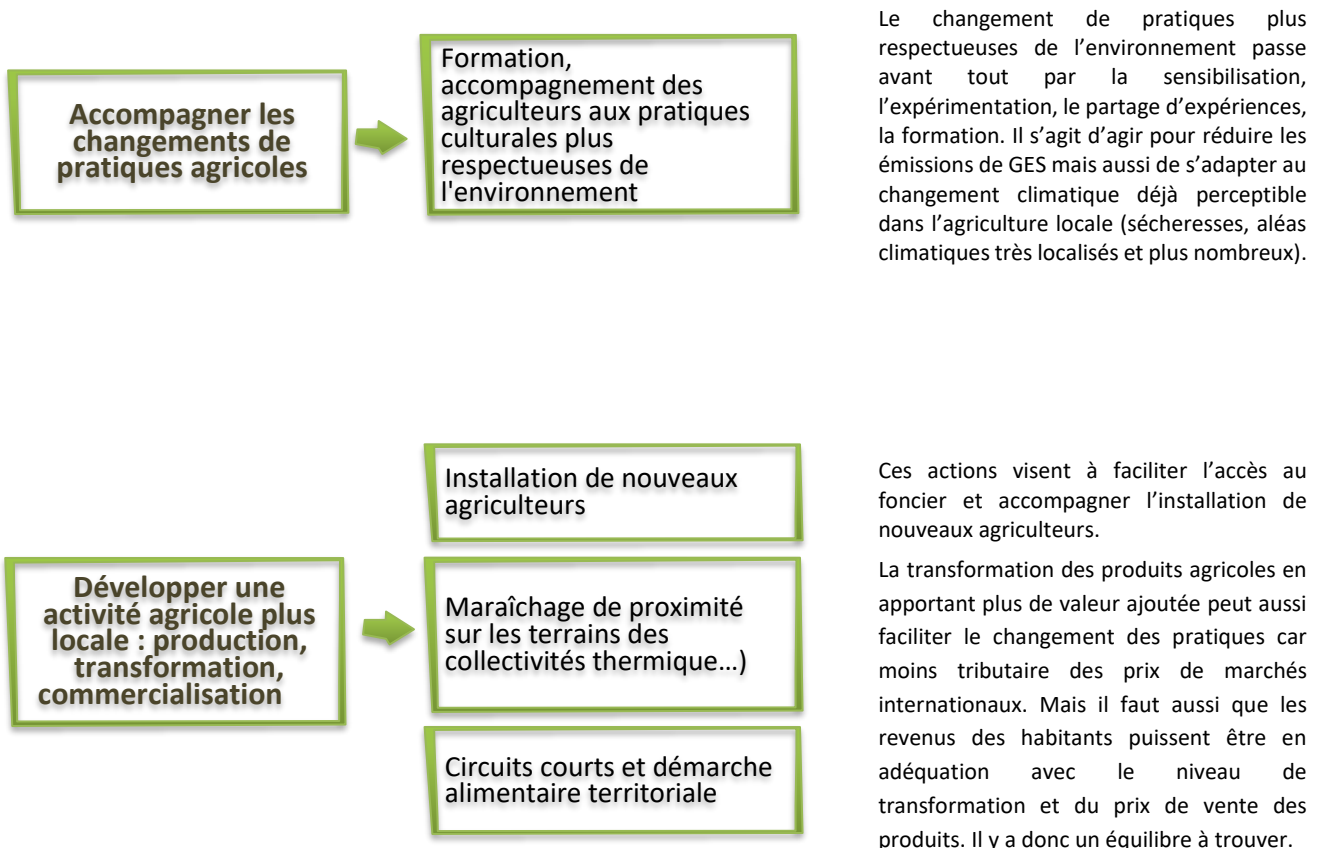 Accompagner les
changements de
pratiques agricoles
Formation,
accompagnement des
agriculteurs aux pratiques
culturales plus
respectueuses de
l'environnement
Le changement de pratiques plus
respectueuses de l’environnement passe
avant tout par la sensibilisation,
l’expérimentation, le partage d’expériences,
la formation. Il s’agit d’agir pour réduire les
émissions de GES mais aussi de s’adapter au
changement climatique déjà perceptible
dans l’agriculture locale (sécheresses, aléas
climatiques très localisés et plus nombreux).
Développer une
activité agricole plus
locale : production,
transformation,
commercialisation
Installation de nouveaux
agriculteurs
Maraîchage de proximité
sur les terrains des
collectivités thermique…)
Circuits courts et démarche
alimentaire territoriale
Ces actions visent à faciliter l’accès au
foncier et accompagner l’installation de
nouveaux agriculteurs.
La transformation des produits agricoles en
apportant plus de valeur ajoutée peut aussi
faciliter le changement des pratiques car
moins tributaire des prix de marchés
internationaux. Mais il faut aussi que les
revenus des habitants puissent être en
adéquation avec le niveau de
transformation et du prix de vente des
produits. Il y a donc un équilibre à trouver.